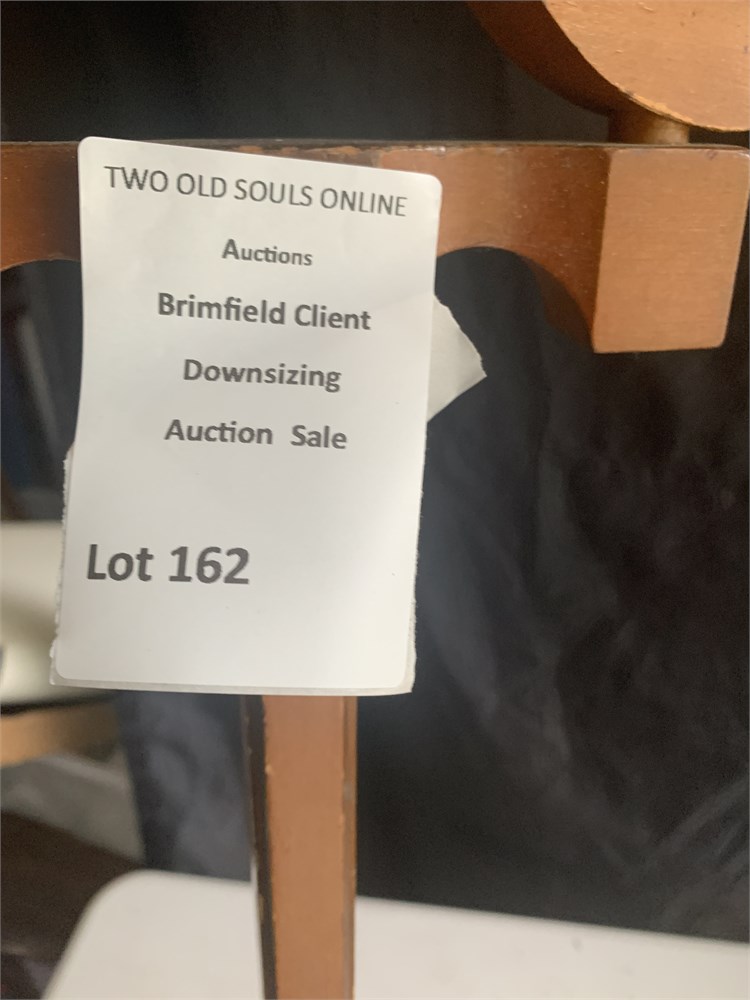 TWO OLD SOULS ONLINE
Auctions
Brimfield Client
Downsizing
Auction Sale
Lot 162